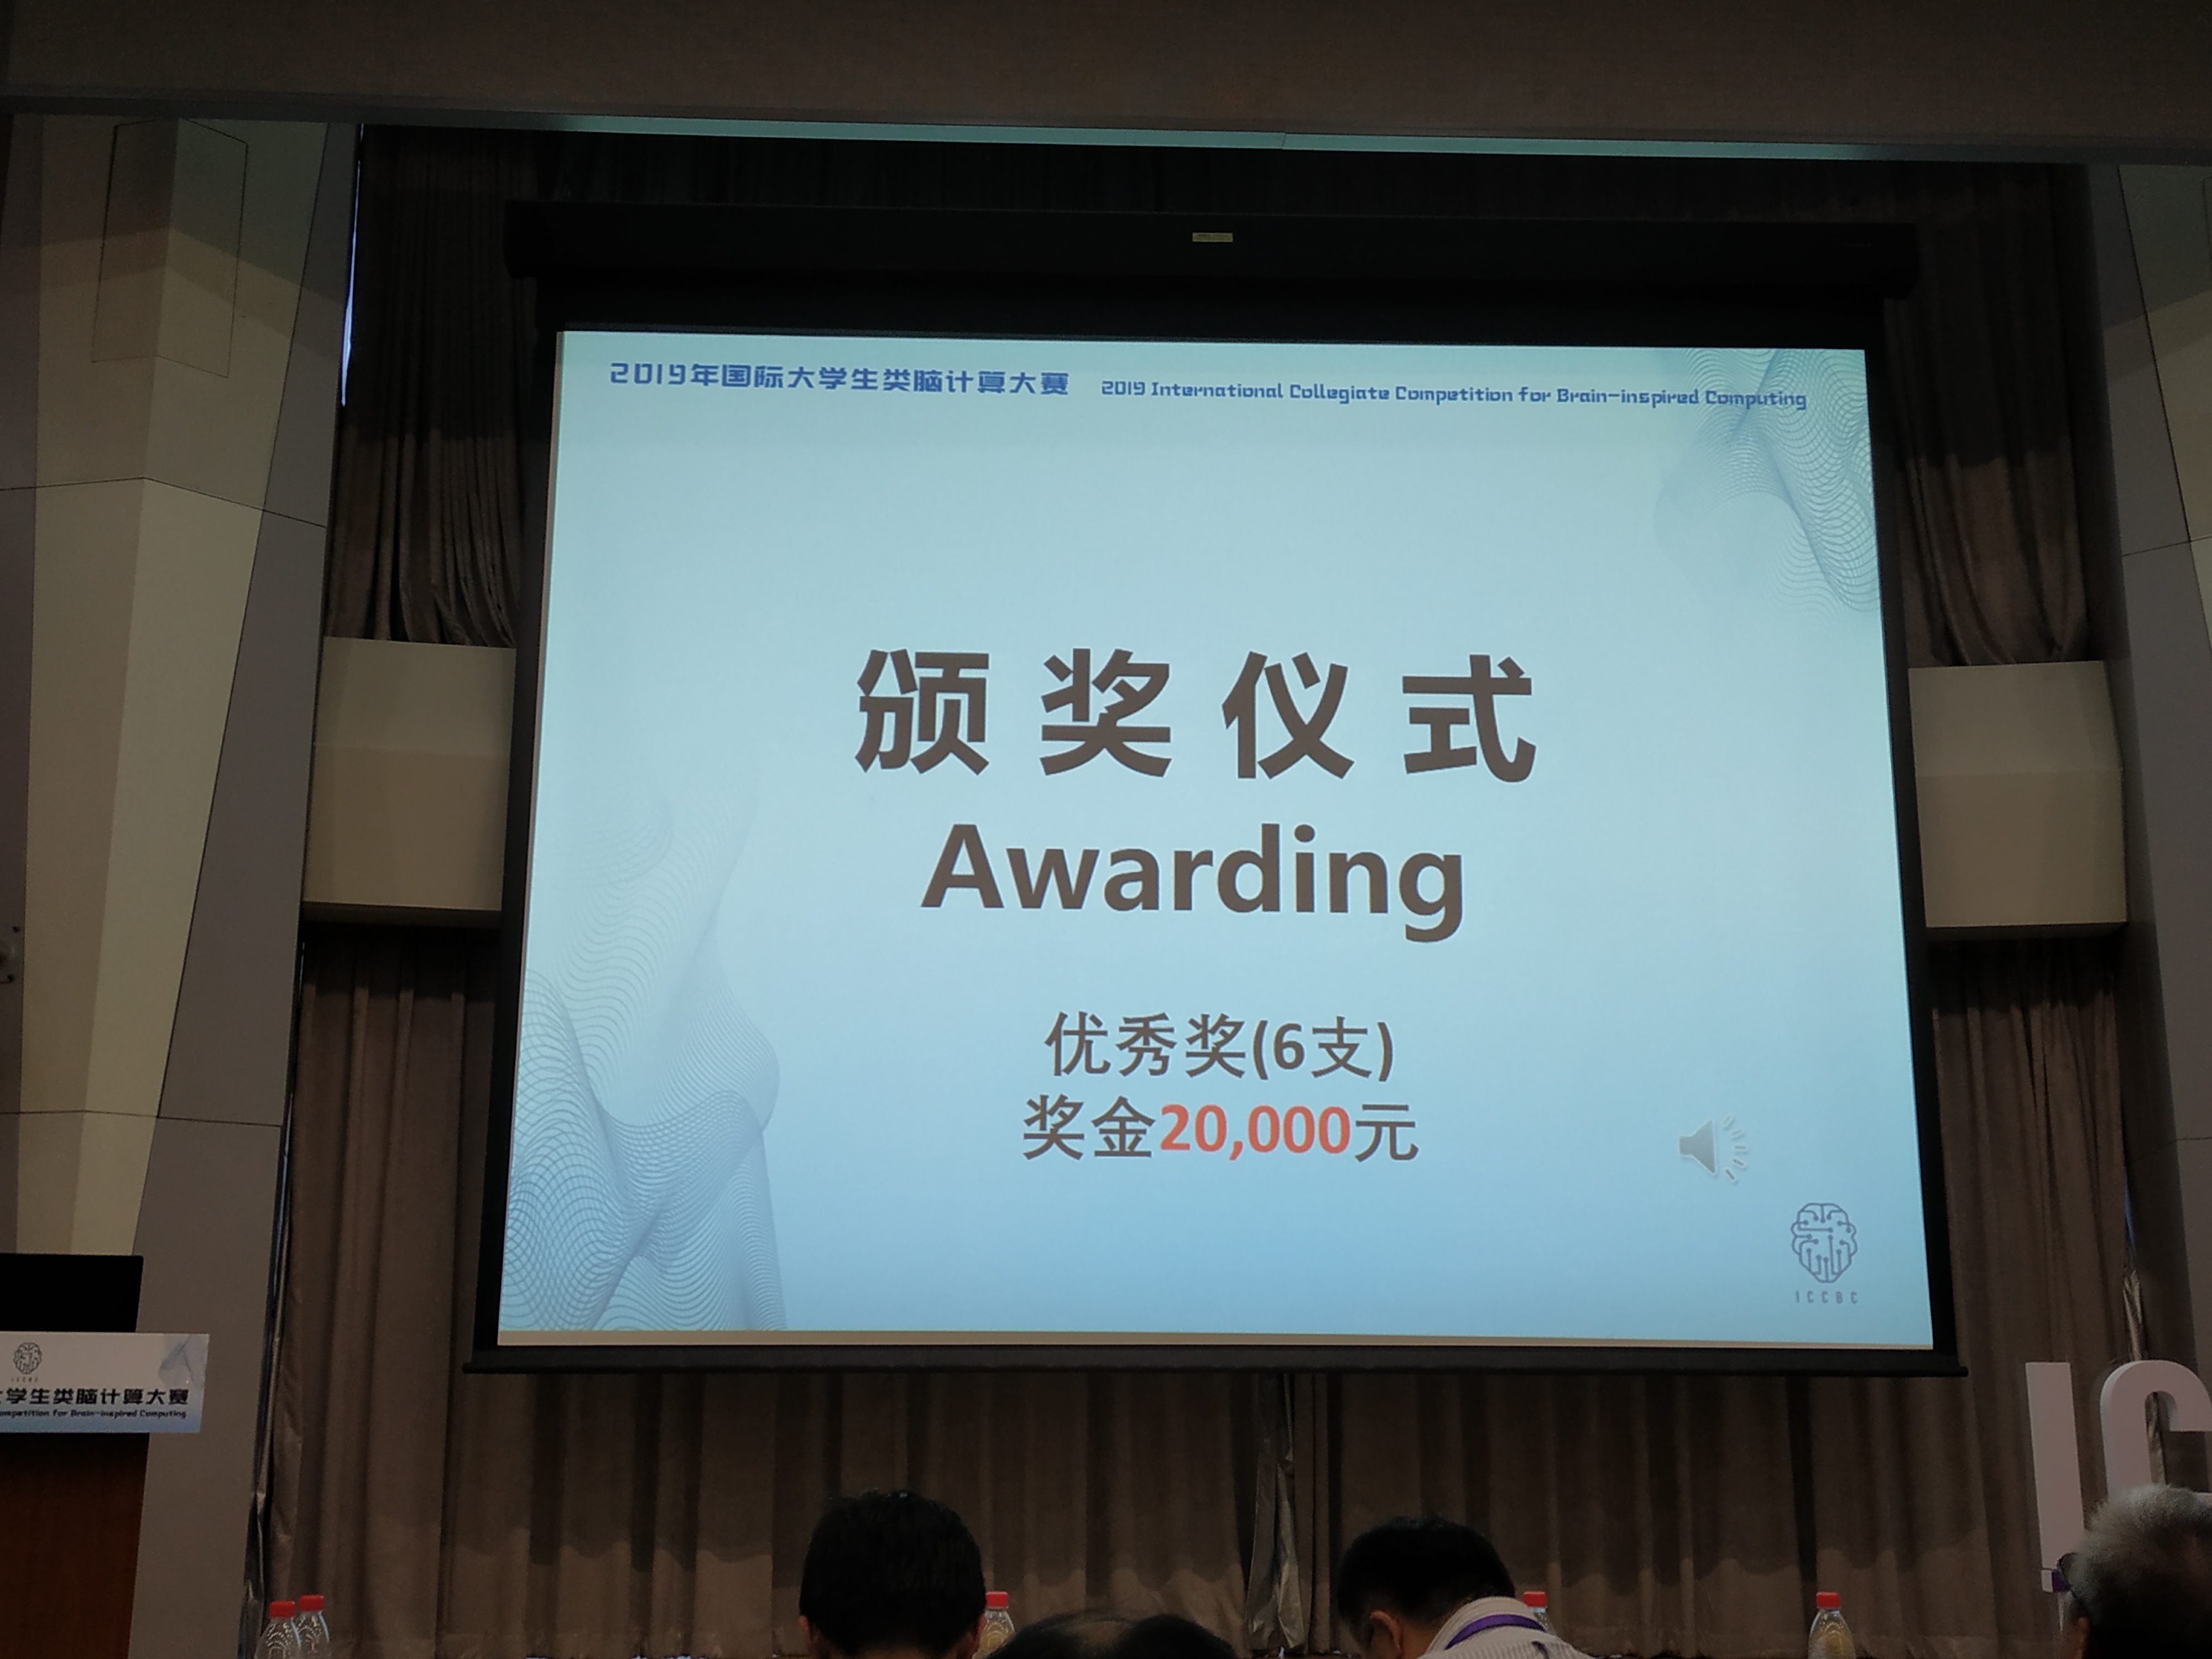 2019年国际大学生类脑计算大赛 2019 International Collegiate Competition for Brain-inspired Computing
颁奖仪式
Awarding
优秀奖(6支)
奖金20,000元
ICCBC
ICCBC
学生类脑计算大赛
ompetition for Brain-inspired Computing
IC